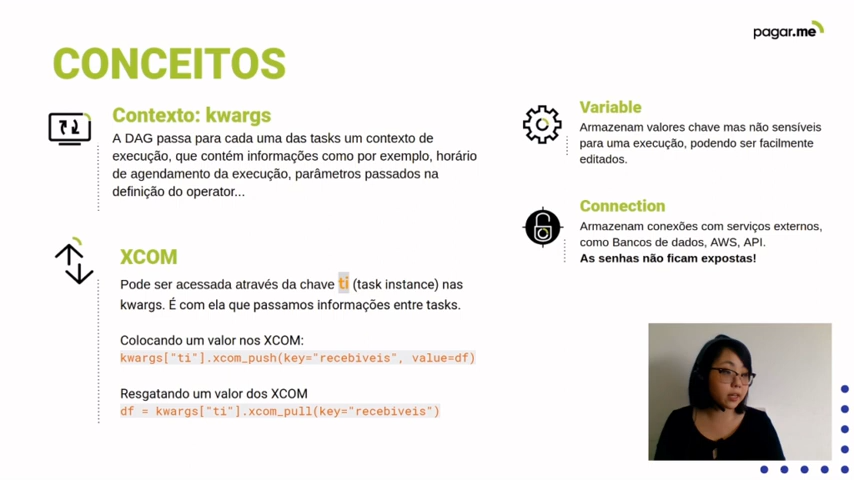 pagar.me
CONCEITOS
Contexto: kwargs
A DAG passa para cada uma das tasks um contexto de
execução, que contém informações como por exemplo, horário
de agendamento da execução, parâmetros passados na
definição do operator...
XCOM
Pode ser acessada através da chave ti (task instance) nas
kwargs. É com ela que passamos informações entre tasks.
Colocando um valor nos XCOM:
kwargs["ti"].xcom_push(key="recebiveis", value=df)
Resgatando um valor dos XCOM
df = kwargs["ti"].xcom_pull(key="recebiveis")
Variable
Armazenam valores chave mas não sensíveis
para uma execução, podendo ser facilmente
editados.
Connection
Armazenam conexões com serviços externos,
como Bancos de dados, AWS, API.
As senhas não ficam expostas!